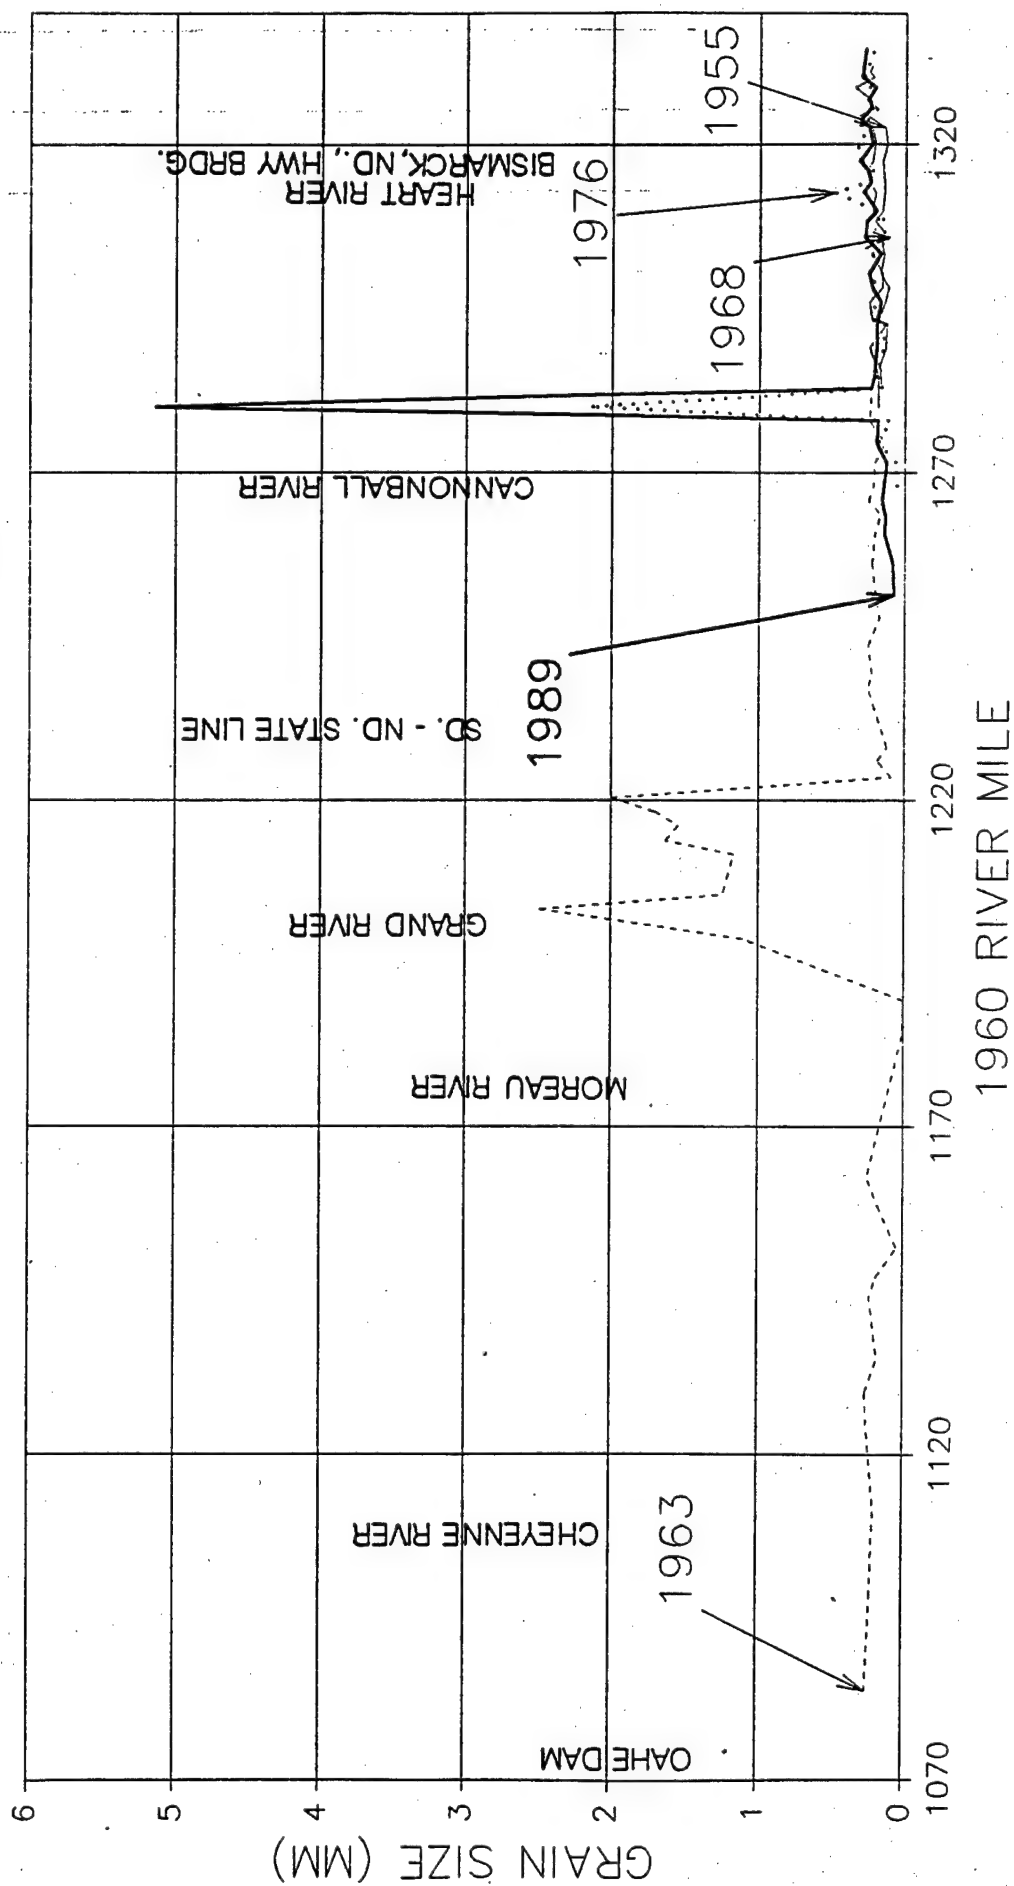 GRAIN SIZE (MM)
6
5
4
3
2
1
0
1070
1120
1170
1220
1270
1320
1960 RIVER MILE
OAHE DAM
CHEYENNE RIVER
MOREAU RIVER
GRAND RIVER
SD. - ND. STATE LINE
CANNONBALL RIVER
HEART RIVER
BISMARCK, ND., HWY BRDG.
1963
1989
1968
1976
1955